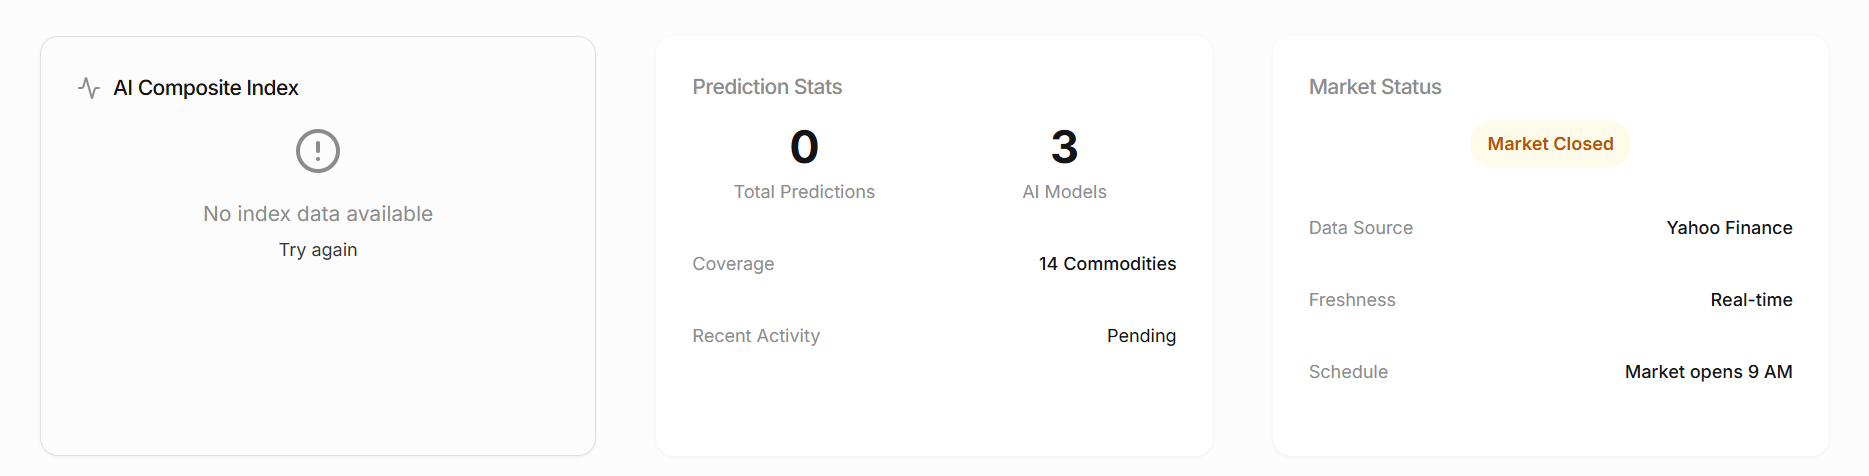 AI Composite Index
No index data available
Try again
Prediction Stats
0
Total Predictions
3
AI Models
Coverage
14 Commodities
Recent Activity
Pending
Market Status
Market Closed
Data Source
Yahoo Finance
Freshness
Real-time
Schedule
Market opens 9 AM